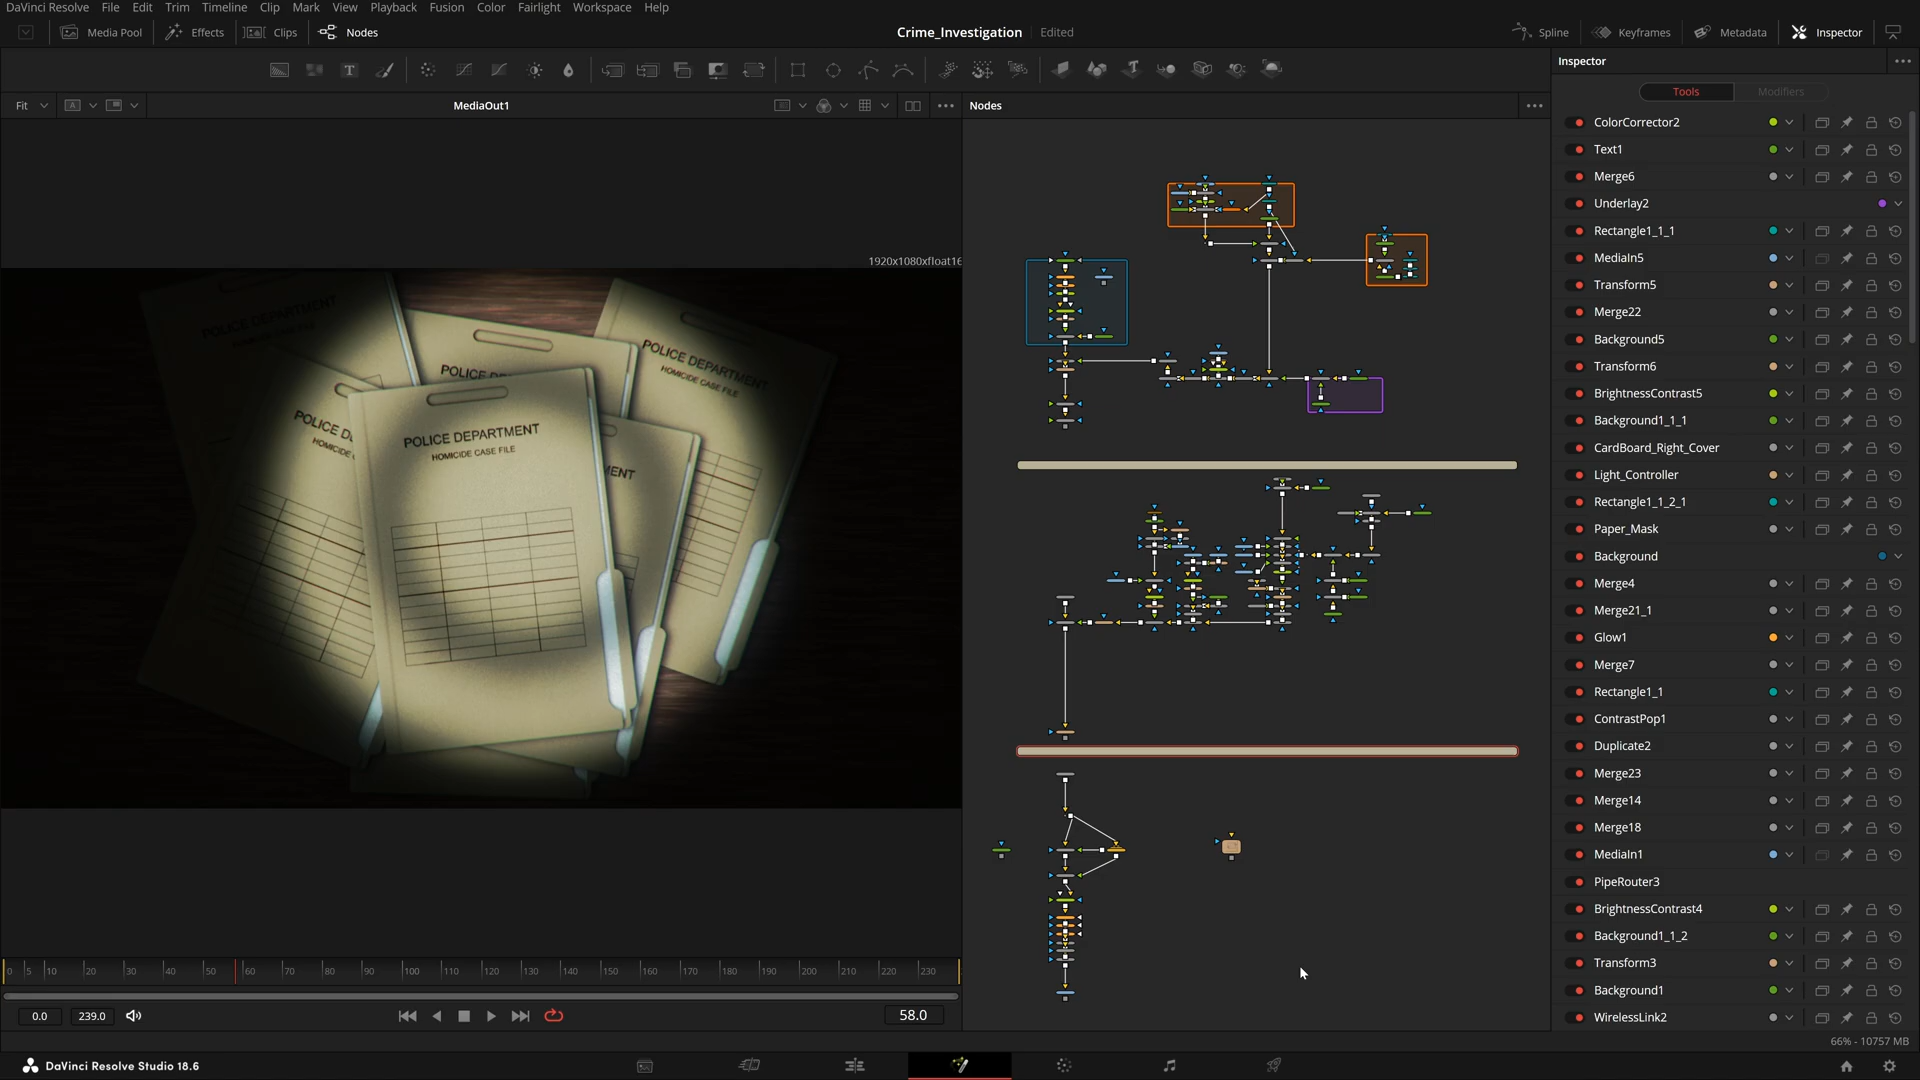 DaVinci Resolve File Edit Trim Timeline Clip Mark View Playback Fusion Color Fairlight Workspace Help
Media Pool Effects Clips Nodes Crime_Investigation Edited Spline Keyframes Metadata Inspector
Inspector
Fit A MediaOut1 Nodes
Tools Modifiers
1920x1080xfloat16
POLICE DEPARTMENT
HOMICIDE CASE FILE
POLICE DEPARTMENT
HOMICIDE CASE FILE
ColorCorrector2
Text1
Merge6
Underlay2
Rectangle1_1_1
MediaIn5
Transform5
Merge22
Background5
Transform6
BrightnessContrast5
Background1_1_1
CardBoard_Right_Cover
Light_Controller
Rectangle1_1_2_1
Paper_Mask
Background
Merge4
Merge21_1
Glow1
Merge7
Rectangle1_1
ContrastPop1
Duplicate2
Merge23
Merge14
Merge18
MediaIn1
PipeRouter3
BrightnessContrast4
Background1_1_2
Transform3
Background1
WirelessLink2
0 5 10 20 30 40 50 60 70 80 90 100 110 120 130 140 150 160 170 180 190 200 210 220 230
0.0 239.0 58.0
66% - 10757 MB
DaVinci Resolve Studio 18.6